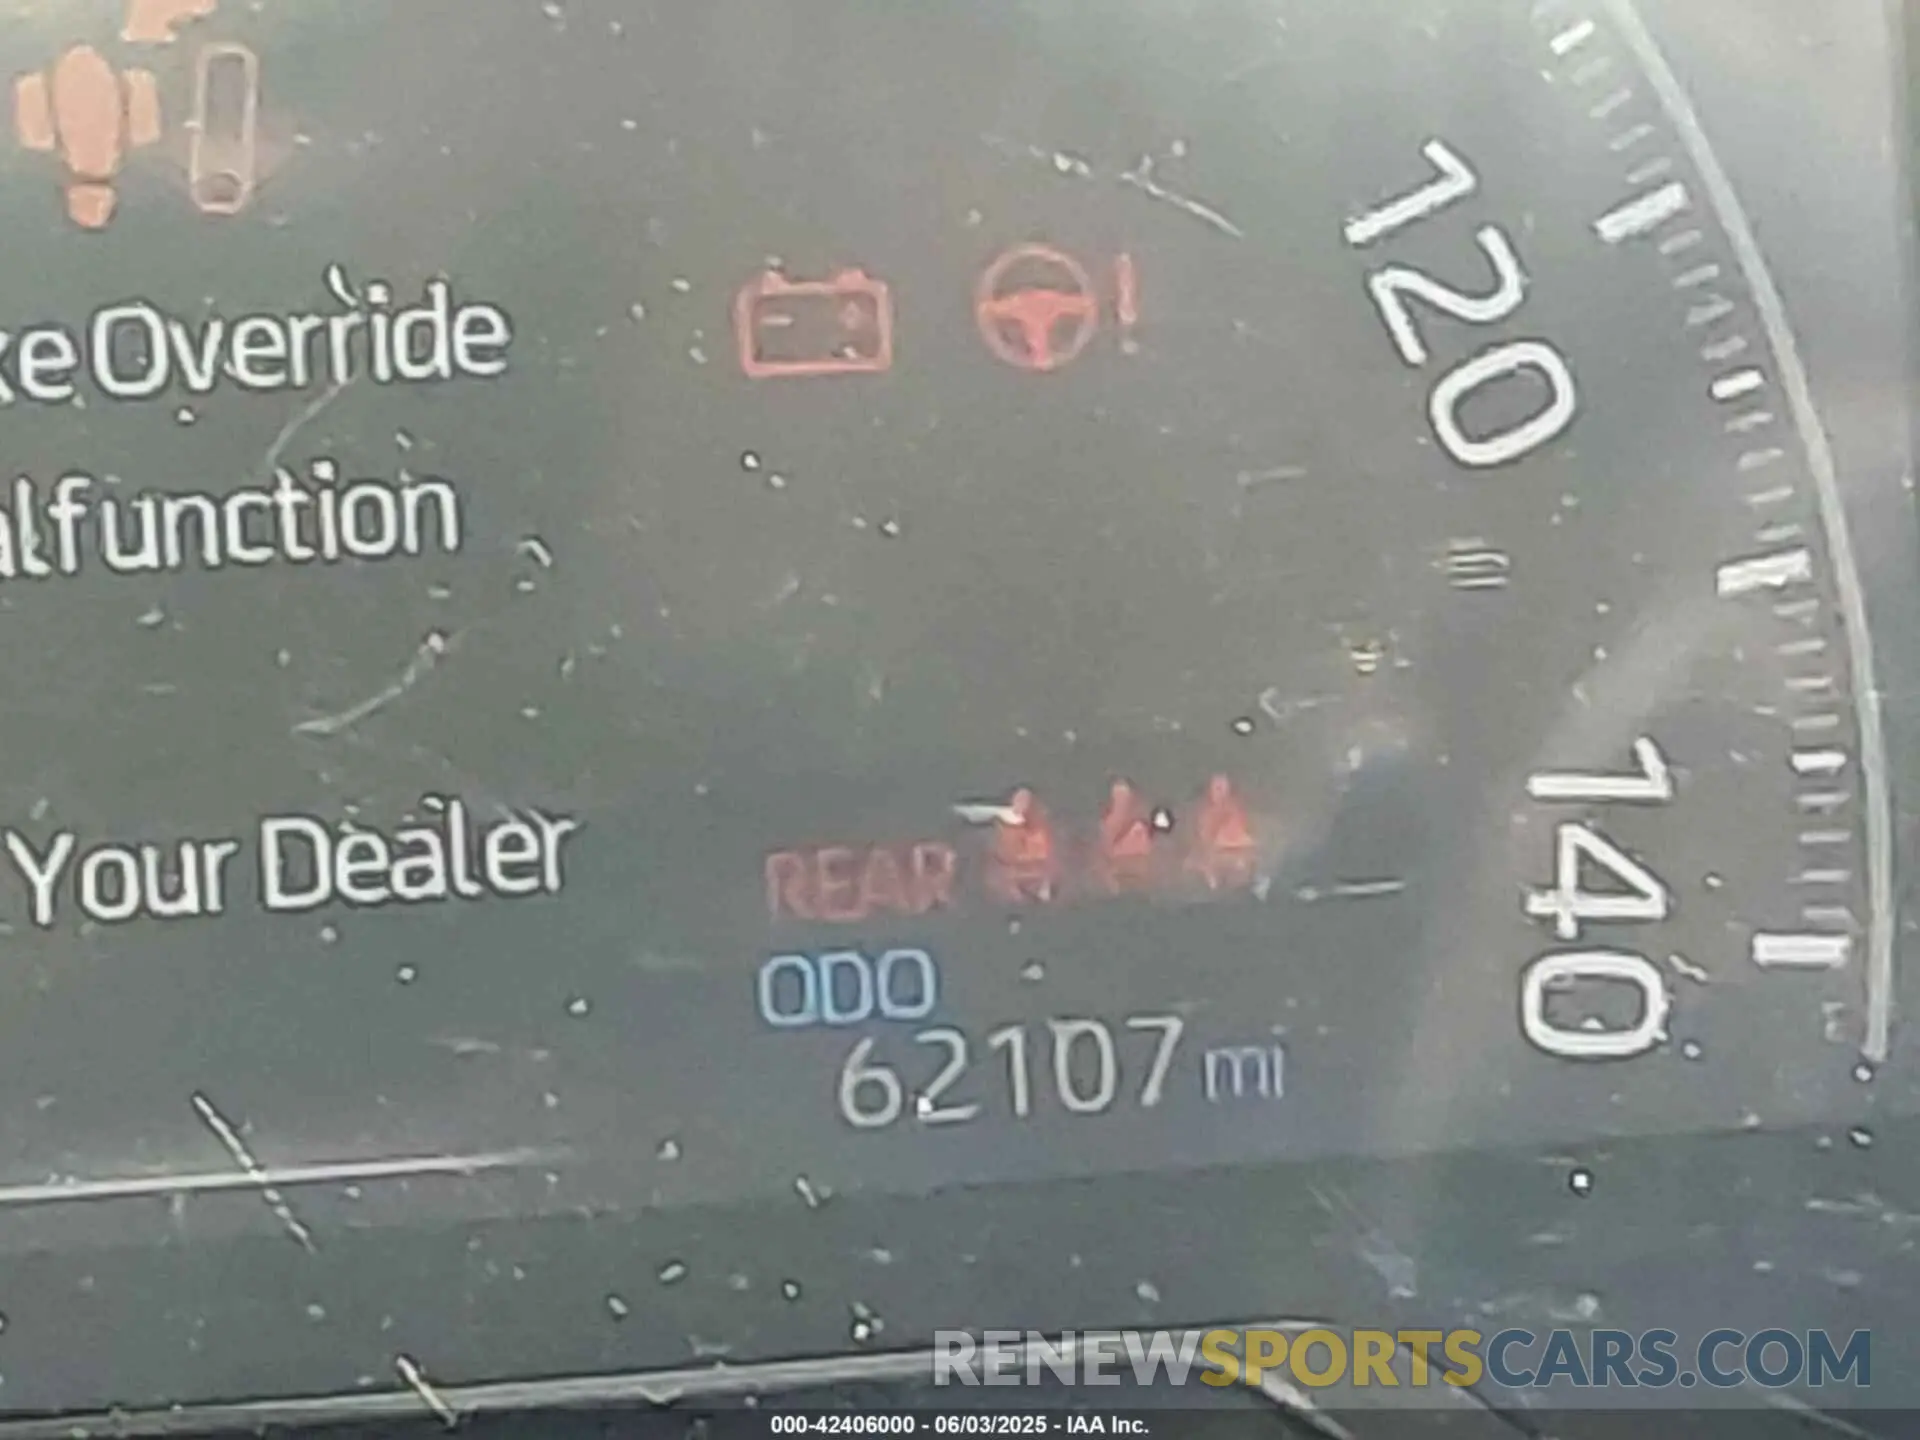 120
ke Override
alfunction
140
Your Dealer
REAR
ODO
62107 mi
RENEWSPORTSCARS.COM
000-42406000 - 06/03/2025 - IAA Inc.